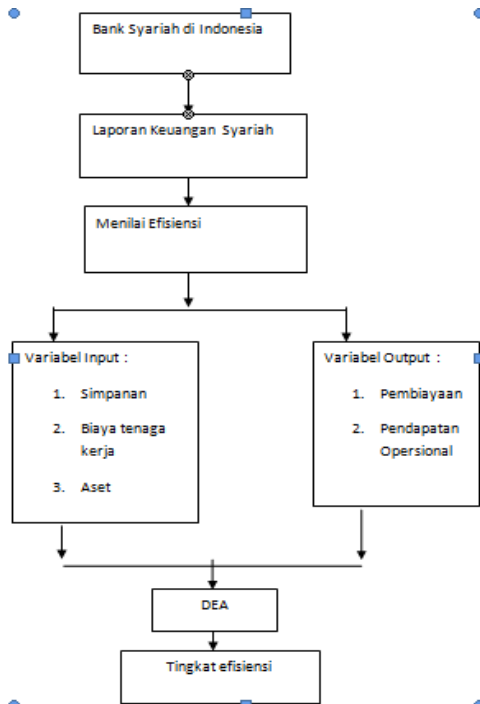 Bank Syariah di Indonesia
Laporan Keuangan Syariah
Menilai Efisiensi
Variabel Input :
1. Simpanan
2. Biaya tenaga
kerja
3. Aset
Variabel Output :
1. Pembiayaan
2. Pendapatan
Opersional
DEA
Tingkat efisiensi